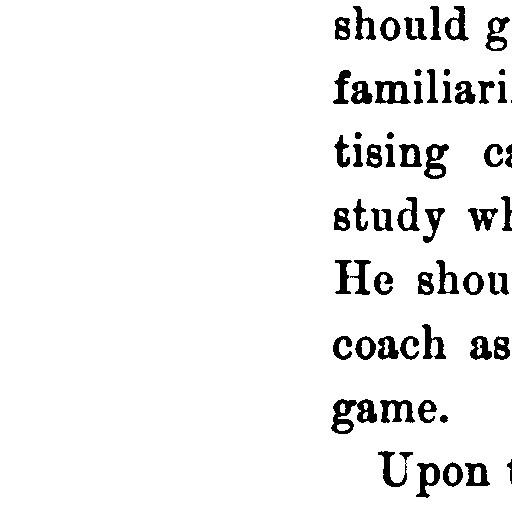 should g
familiari
tising ca
study wh
He shou
coach as
game.
Upon t